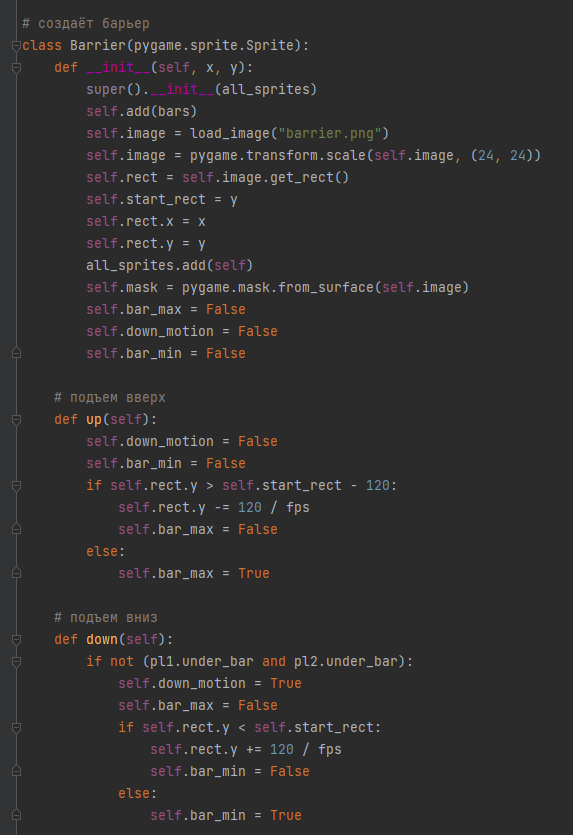 # создаёт барьер
class Barrier(pygame.sprite.Sprite):
    def __init__(self, x, y):
        super().__init__(all_sprites)
        self.add(bars)
        self.image = load_image("barrier.png")
        self.image = pygame.transform.scale(self.image, (24, 24))
        self.rect = self.image.get_rect()
        self.start_rect = y
        self.rect.x = x
        self.rect.y = y
        all_sprites.add(self)
        self.mask = pygame.mask.from_surface(self.image)
        self.bar_max = False
        self.down_motion = False
        self.bar_min = False

    # подъем вверх
    def up(self):
        self.down_motion = False
        self.bar_min = False
        if self.rect.y > self.start_rect - 120:
            self.rect.y -= 120 / fps
            self.bar_max = False
        else:
            self.bar_max = True

    # подъем вниз
    def down(self):
        if not (pl1.under_bar and pl2.under_bar):
            self.down_motion = True
            self.bar_max = False
            if self.rect.y < self.start_rect:
                self.rect.y += 120 / fps
                self.bar_min = False
            else:
                self.bar_min = True